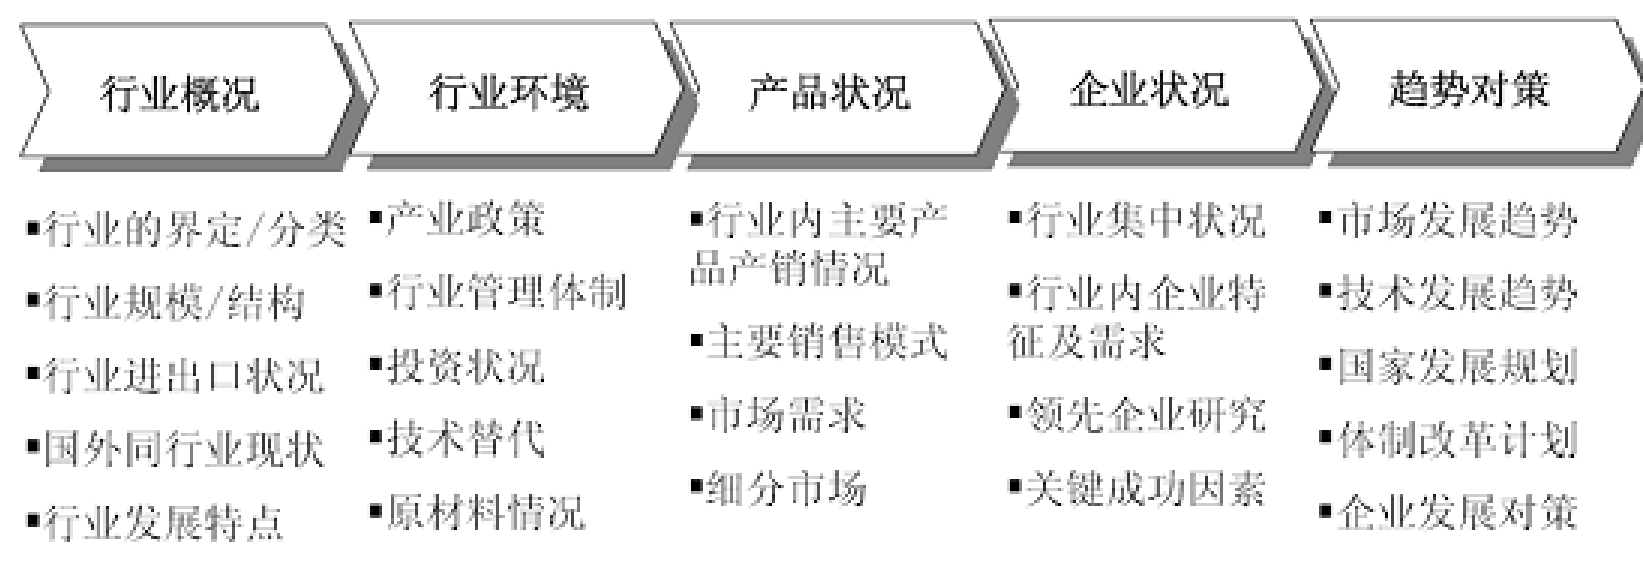 行业概况
行业环境
产品状况
企业状况
趋势对策
▪行业的界定/分类
▪行业规模/结构
▪行业进出口状况
▪国外同行业现状
▪行业发展特点
▪产业政策
▪行业管理体制
▪投资状况
▪技术替代
▪原材料情况
▪行业内主要产
品产销情况
▪主要销售模式
▪市场需求
▪细分市场
▪行业集中状况
▪行业内企业特
征及需求
▪领先企业研究
▪关键成功因素
▪市场发展趋势
▪技术发展趋势
▪国家发展规划
▪体制改革计划
▪企业发展对策